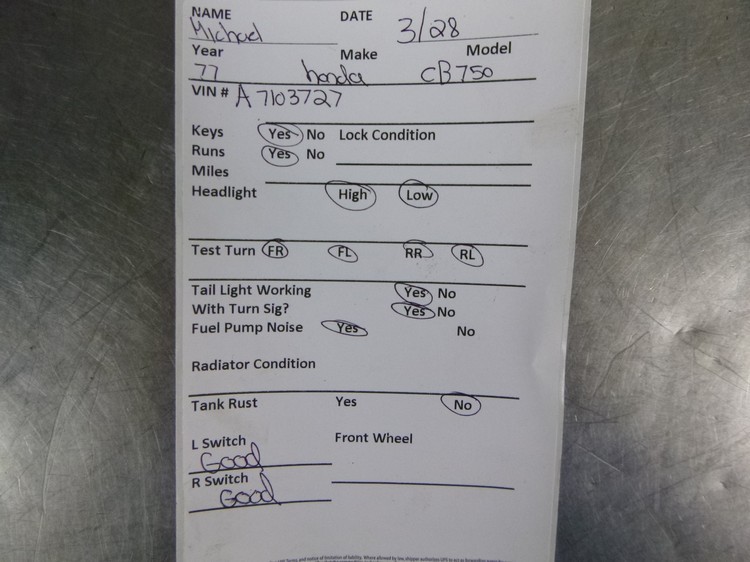 NAME DATE 3/28
Michael
Year Make Model
77 honda CB750
VIN # A7103727
Keys Yes No Lock Condition
Runs Yes No
Miles
Headlight High Low
Test Turn FR FL RR RL
Tail Light Working Yes No
With Turn Sig? Yes No
Fuel Pump Noise Yes No
Radiator Condition
Tank Rust Yes No
L Switch Front Wheel
Good
R Switch
Good